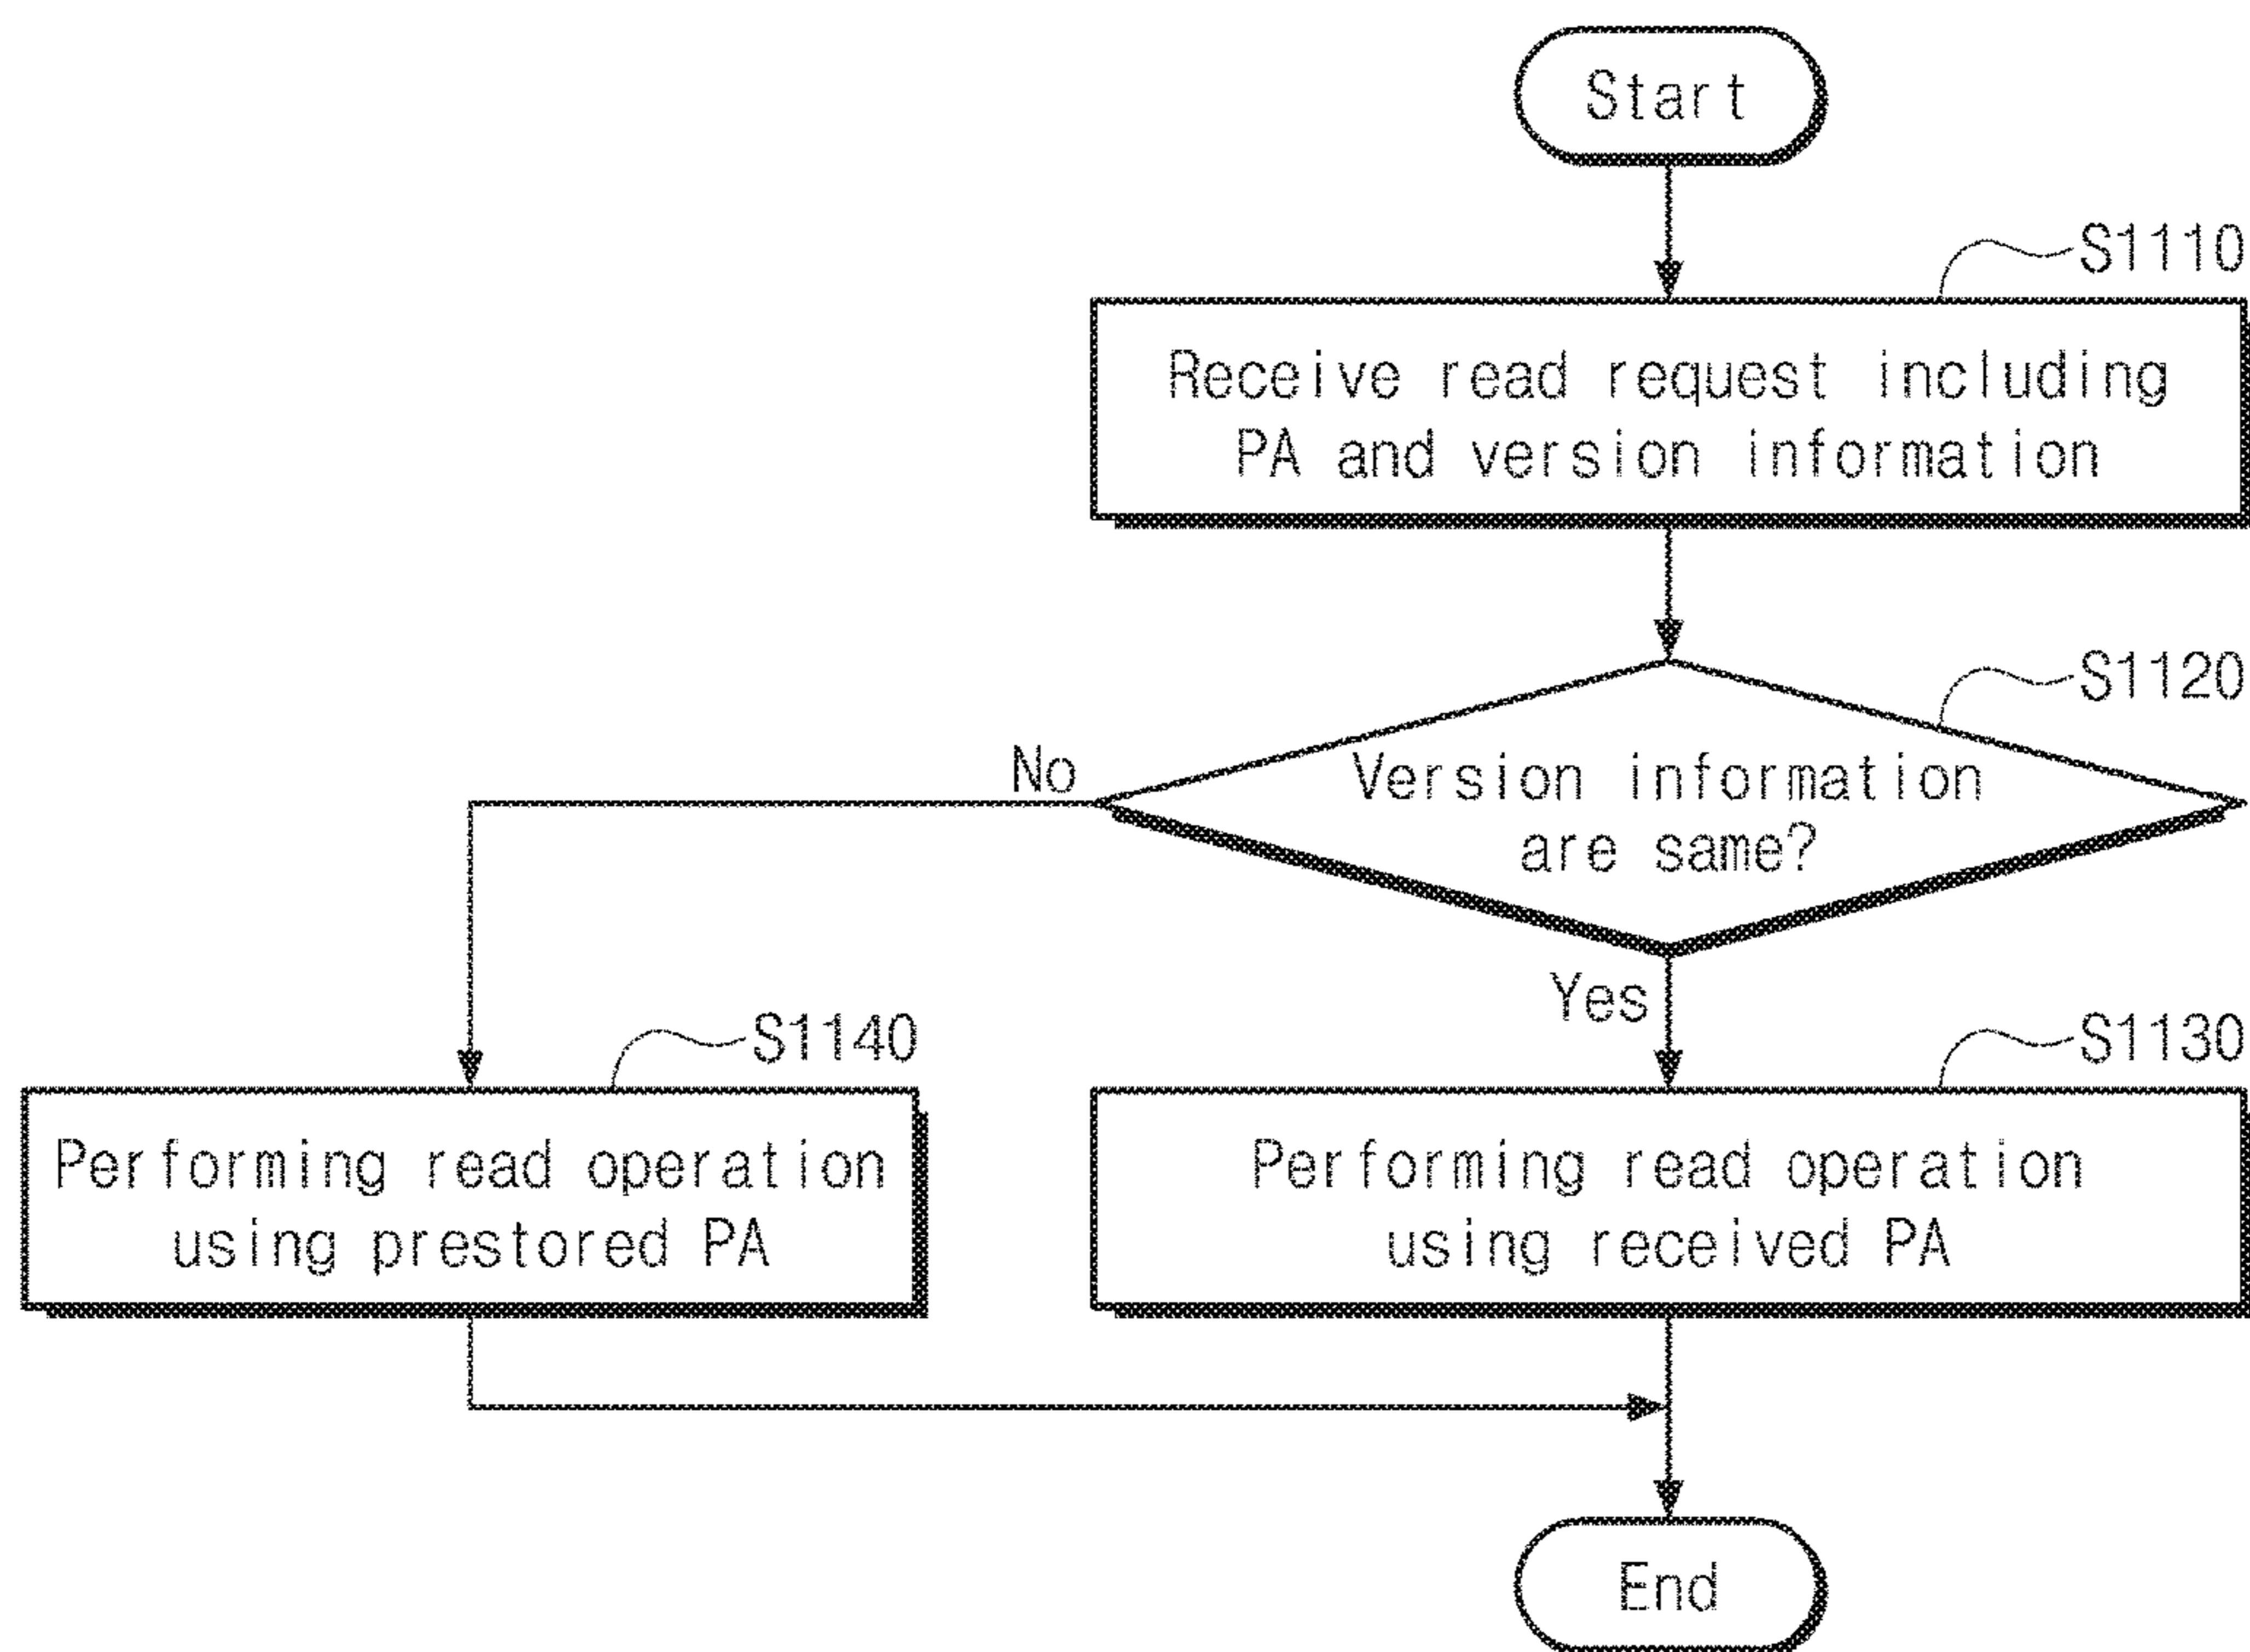 Start
S1110
Receive read request including
PA and version information
S1120
No
Version information
are same?
Yes
S1140
S1130
Performing read operation
using prestored PA
Performing read operation
using received PA
End